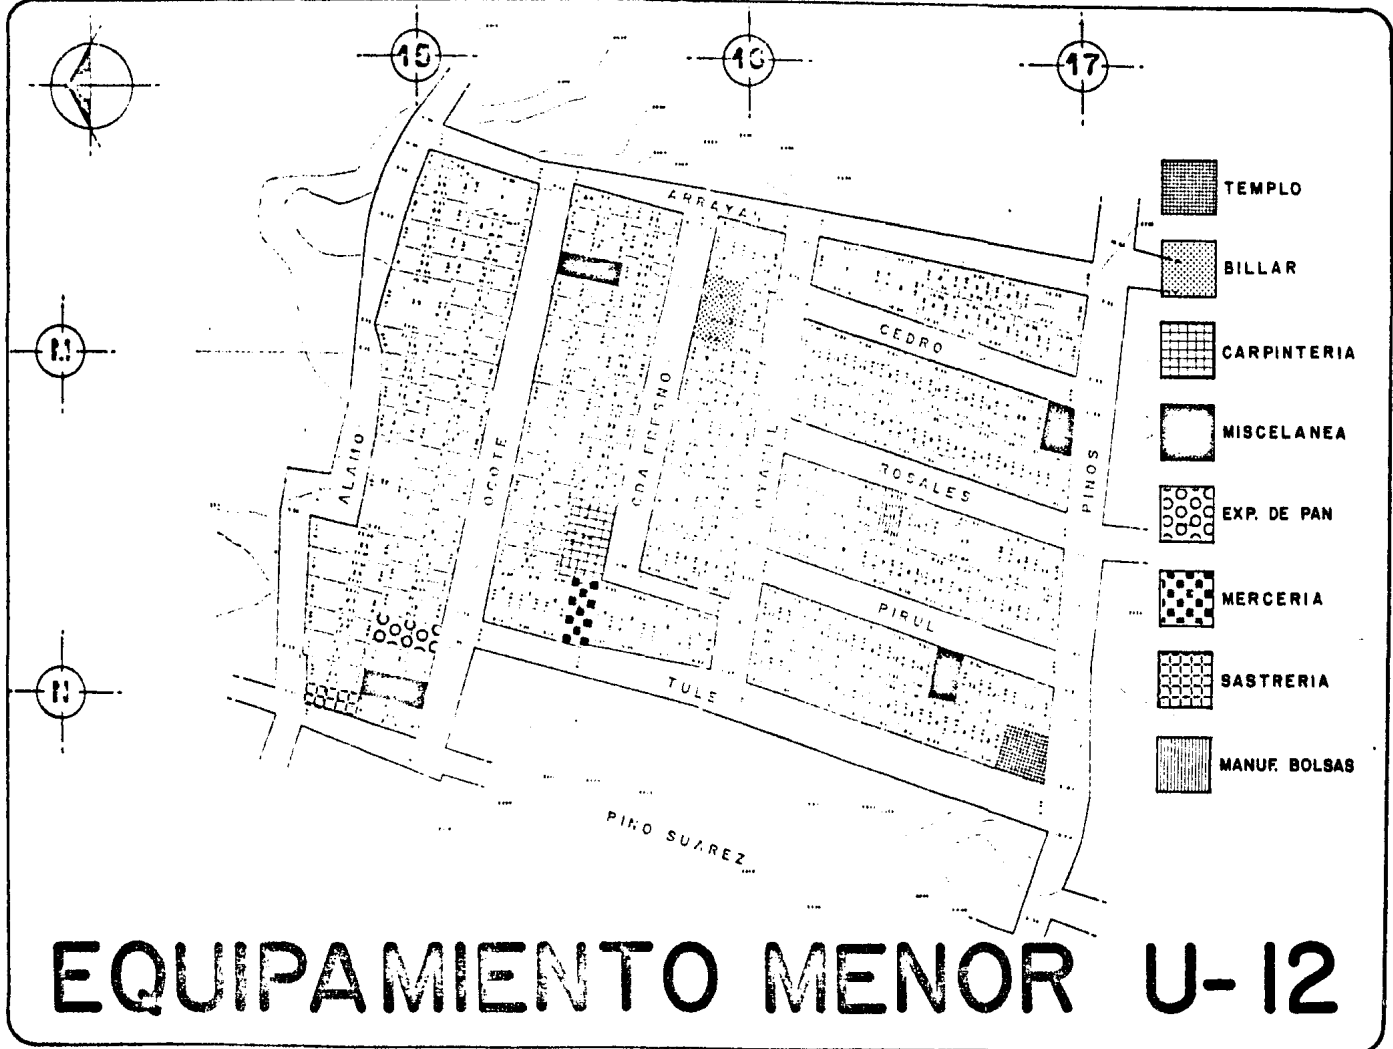 15
16
17
TEMPLO
BILLAR
CARPINTERIA
MISCELANEA
EXP. DE PAN
MERCERIA
SASTRERIA
MANUF. BOLSAS
CEDRO
ALAMO
OCOTE
CDA FRESNO
ROSALES
PINOS
PIRUL
TULE
PINO SUAREZ
N
EQUIPAMIENTO MENOR U-12